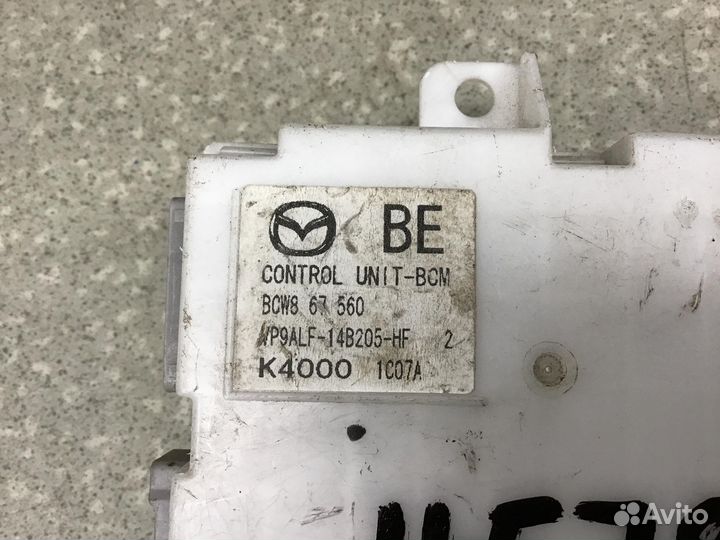 BE
CONTROL UNIT-BCM
BCW8 67 560
VP9ALF-14B205-HF 2
K4000 1C07A
Avito